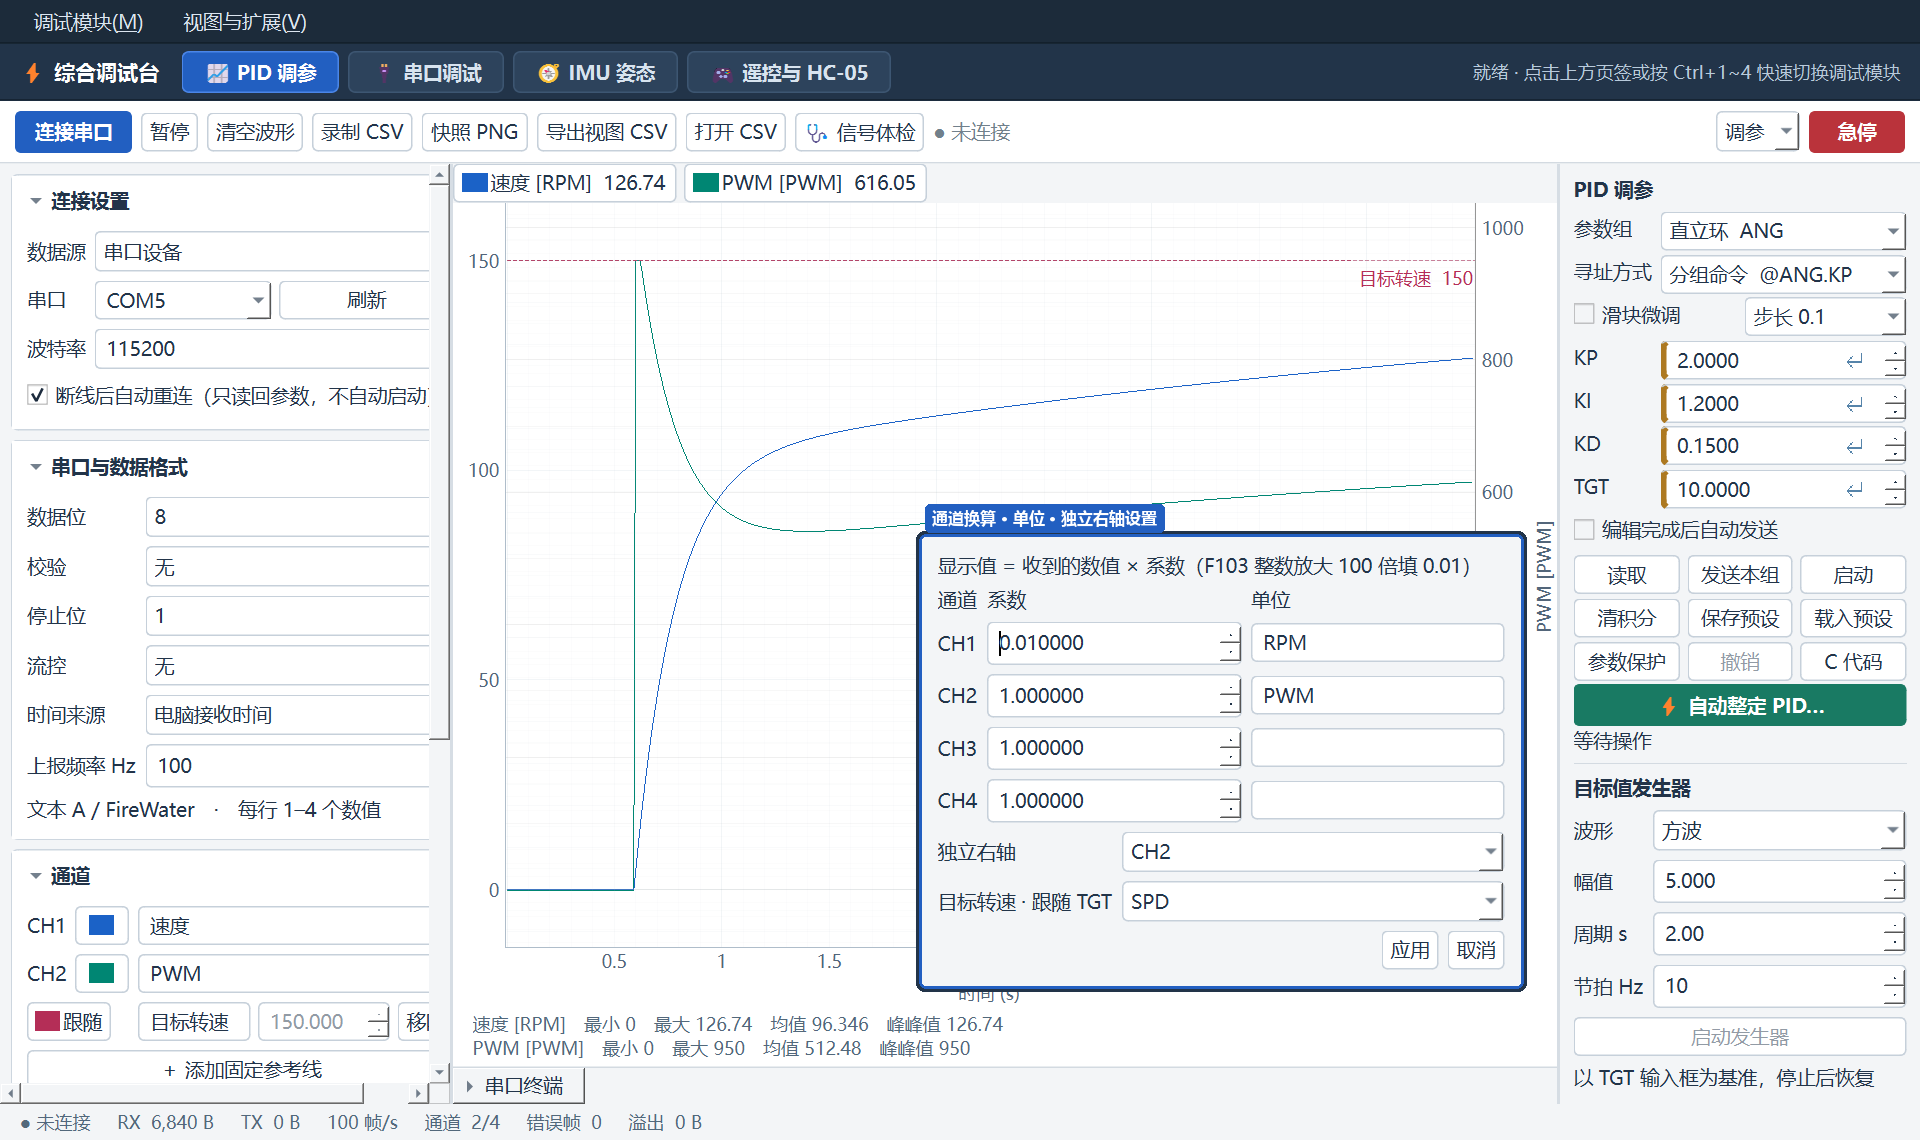 调试模块(M) 视图与扩展(V)
综合调试台 PID 调参 串口调试 IMU 姿态 遥控与 HC-05 就绪 · 点击上方页签或按 Ctrl+1~4 快速切换调试模块
连接串口 暂停 清空波形 录制 CSV 快照 PNG 导出视图 CSV 打开 CSV 信号体检 ● 未连接 调参 急停
连接设置
数据源 串口设备
串口 COM5 刷新
波特率 115200
断线后自动重连（只读回参数，不自动启动）
串口与数据格式
数据位 8
校验 无
停止位 1
流控 无
时间来源 电脑接收时间
上报频率 Hz 100
文本 A / FireWater · 每行 1–4 个数值
通道
CH1 速度
CH2 PWM
跟随 目标转速 150.000
+ 添加固定参考线
速度 [RPM] 126.74 PWM [PWM] 616.05
1000
150
目标转速 150
800
100
600
50
0
0.5 1 1.5
PWM [PWM]
时间 (s)
通道换算 • 单位 • 独立右轴设置
显示值 = 收到的数值 × 系数（F103 整数放大 100 倍填 0.01）
通道 系数 单位
CH1 0.010000 RPM
CH2 1.000000 PWM
CH3 1.000000
CH4 1.000000
独立右轴 CH2
目标转速 · 跟随 TGT SPD
应用 取消
速度 [RPM] 最小 0 最大 126.74 均值 96.346 峰峰值 126.74
PWM [PWM] 最小 0 最大 950 均值 512.48 峰峰值 950
串口终端
PID 调参
参数组 直立环 ANG
寻址方式 分组命令 @ANG.KP
滑块微调 步长 0.1
KP 2.0000
KI 1.2000
KD 0.1500
TGT 10.0000
编辑完成后自动发送
读取 发送本组 启动
清积分 保存预设 载入预设
参数保护 撤销 C 代码
自动整定 PID...
等待操作
目标值发生器
波形 方波
幅值 5.000
周期 s 2.00
节拍 Hz 10
启动发生器
以 TGT 输入框为基准，停止后恢复
● 未连接 RX 6,840 B TX 0 B 100 帧/s 通道 2/4 错误帧 0 溢出 0 B